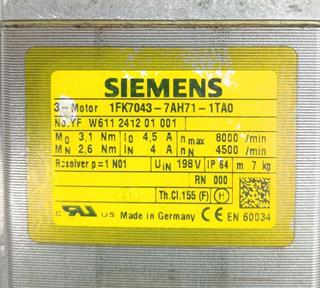 SIEMENS
3~Motor 1FK7043-7AH71-1TA0
No.YF W611 2412 01 001
M0 3,1 Nm I0 4,5 A nmax 8000 /min
MN 2,6 Nm IN 4 A nN 4500 /min
Resolver p=1 N01 UIN 198V IP 64 m 7 kg
RN 000
Th.Cl.155 (F) H
c RU US Made in Germany CE EN 60034